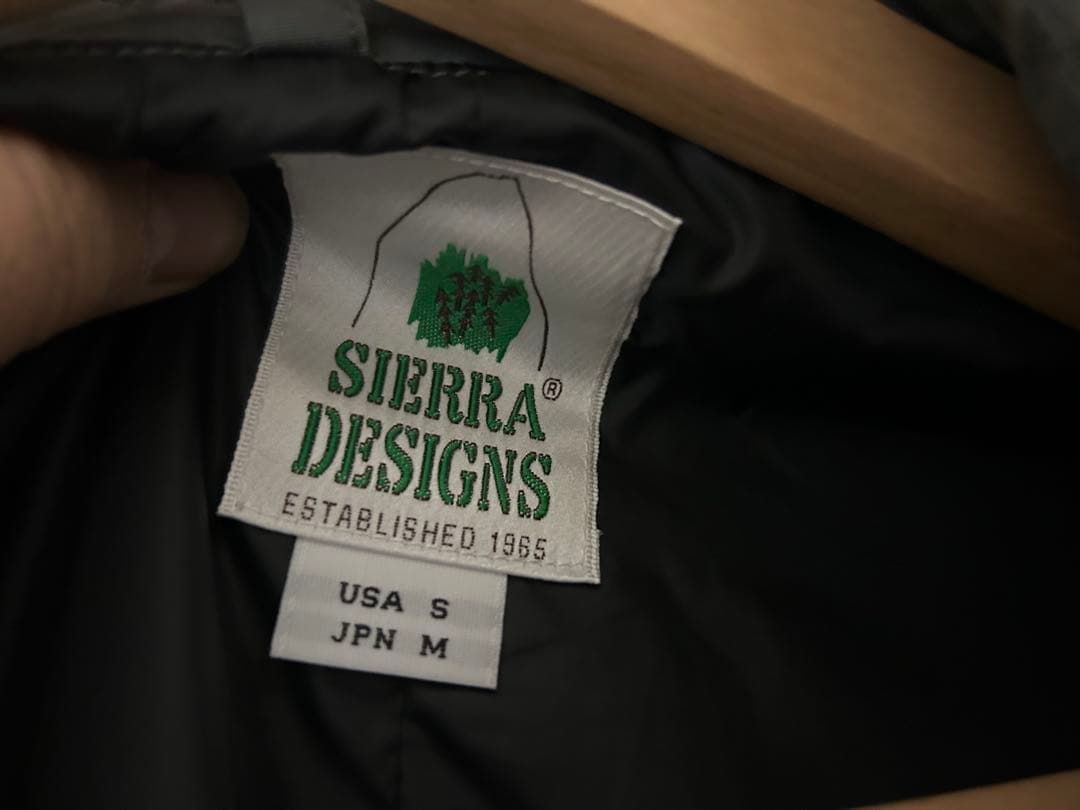 SIERRA®
DESIGNS
ESTABLISHED 1965
USA S
JPN M